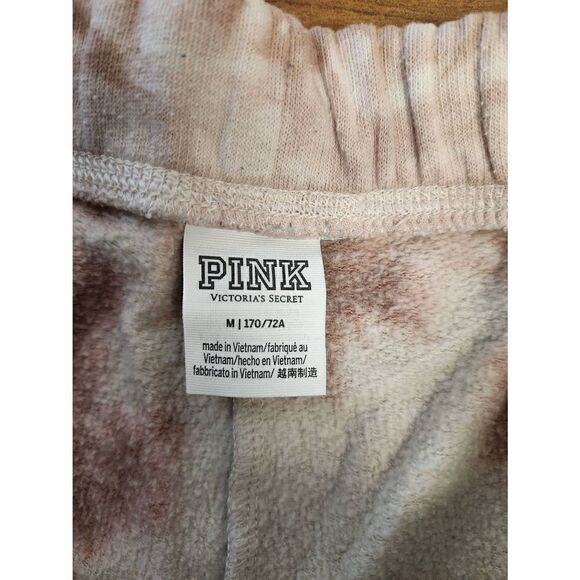 PINK
VICTORIA'S SECRET
M | 170/72A
made in Vietnam/fabriqué au
Vietnam/hecho en Vietnam/
fabbricato in Vietnam/ 越南制造